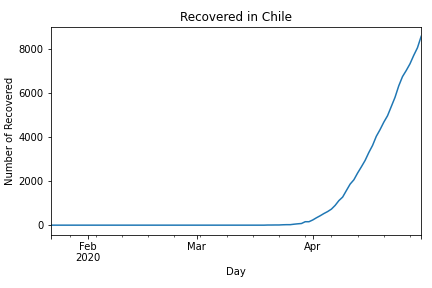 Recovered in Chile
Number of Recovered
8000
6000
4000
2000
0
Feb
2020
Mar
Apr
Day